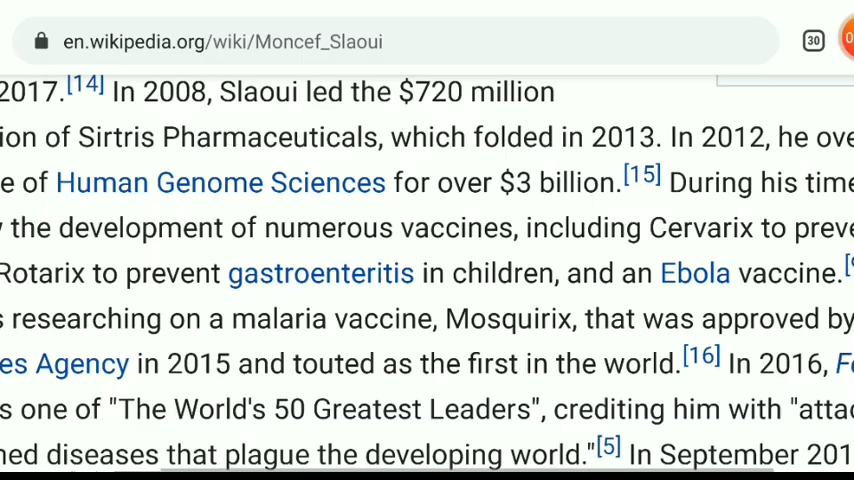 en.wikipedia.org/wiki/Moncef_Slaoui 30
2017.[14] In 2008, Slaoui led the $720 million
ion of Sirtris Pharmaceuticals, which folded in 2013. In 2012, he ove
e of Human Genome Sciences for over $3 billion.[15] During his time
the development of numerous vaccines, including Cervarix to preve
Rotarix to prevent gastroenteritis in children, and an Ebola vaccine.
s researching on a malaria vaccine, Mosquirix, that was approved by
es Agency in 2015 and touted as the first in the world.[16] In 2016,
s one of "The World's 50 Greatest Leaders", crediting him with "attac
ned diseases that plague the developing world."[5] In September 201